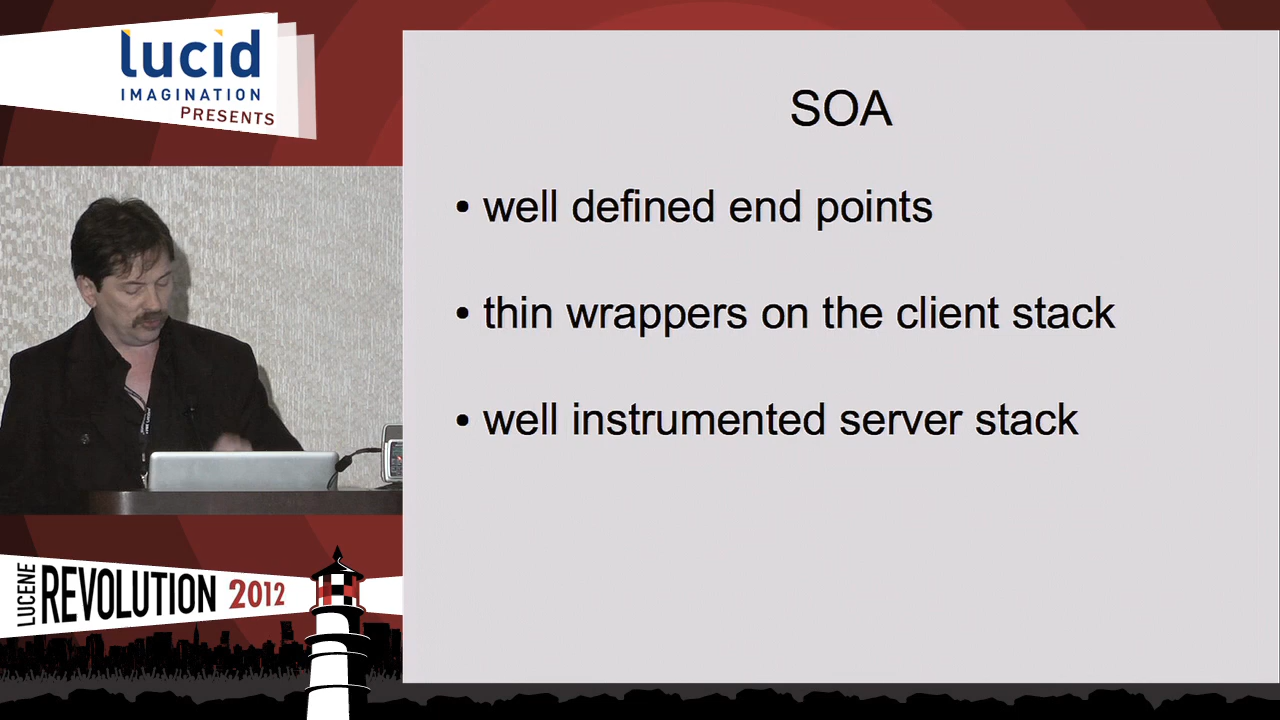 lucid
IMAGINATION
PRESENTS
SOA
• well defined end points
• thin wrappers on the client stack
• well instrumented server stack
LUCENE
REVOLUTION 2012